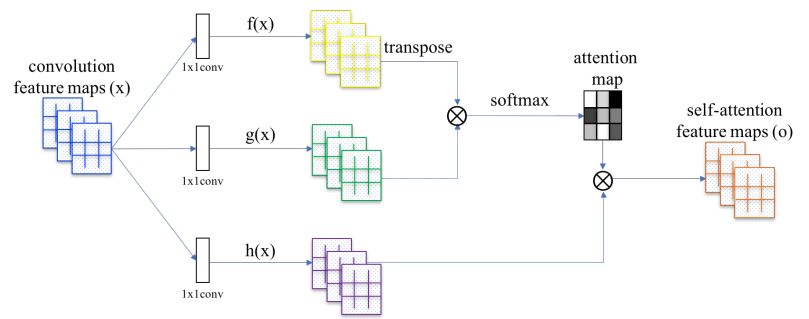 convolution
feature maps (x)
1x1conv
f(x)
transpose
1x1conv
g(x)
softmax
attention
map
1x1conv
h(x)
self-attention
feature maps (o)